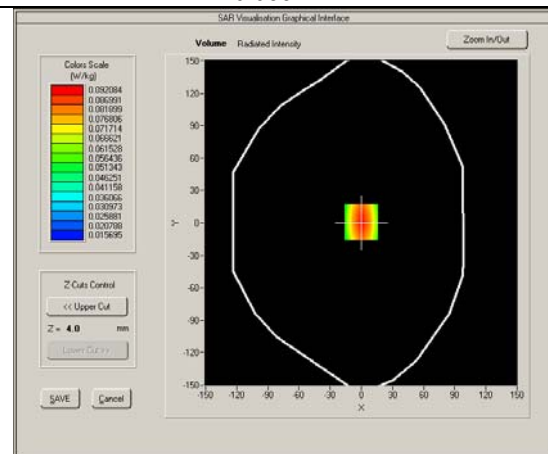 SAR Visualisation Graphical Interface
Volume Radiated Intensity
Zoom In/Out
Colors Scale
(W/kg)
0.092084
0.086991
0.081899
0.076806
0.071714
0.066621
0.061528
0.056436
0.051343
0.046251
0.041158
0.036066
0.030973
0.025881
0.020788
0.015695
150
120
90
60
30
0
-30
-60
-90
-120
-150
Y
-150 -120 -90 -60 -30 0 30 60 90 120 150
X
Z-Cuts Control
<< Upper Cut
Z = 4.0 mm
Lower Cut >>
SAVE Cancel